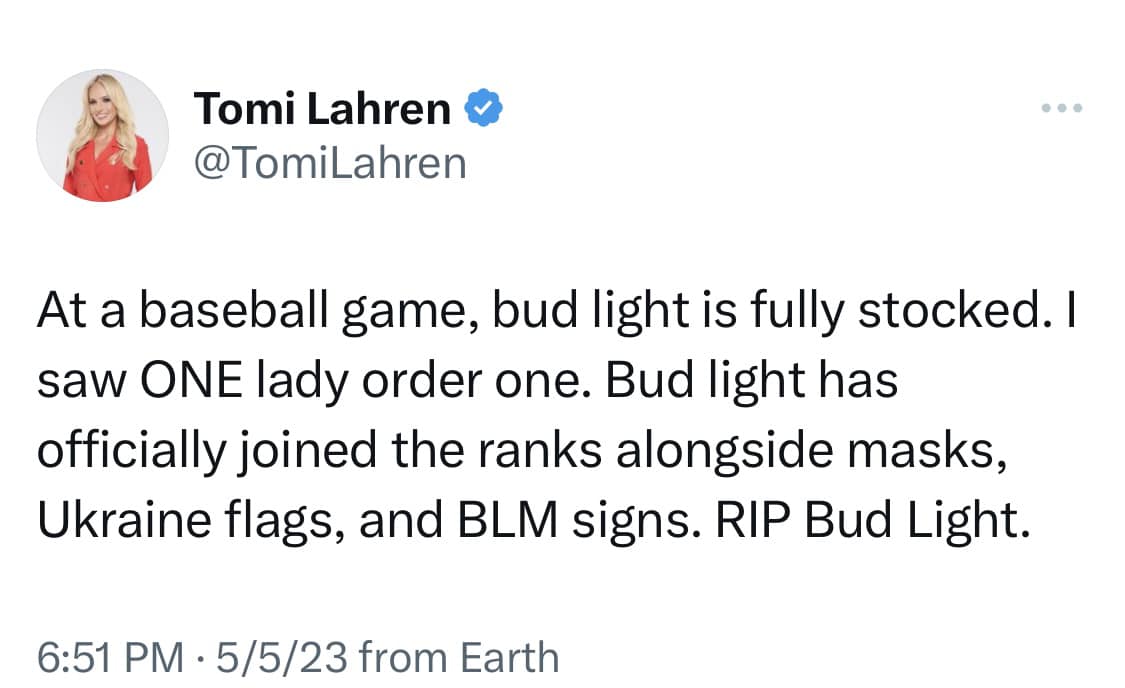 Tomi Lahren
@TomiLahren
At a baseball game, bud light is fully stocked. I
saw ONE lady order one. Bud light has
officially joined the ranks alongside masks,
Ukraine flags, and BLM signs. RIP Bud Light.
6:51 PM · 5/5/23 from Earth